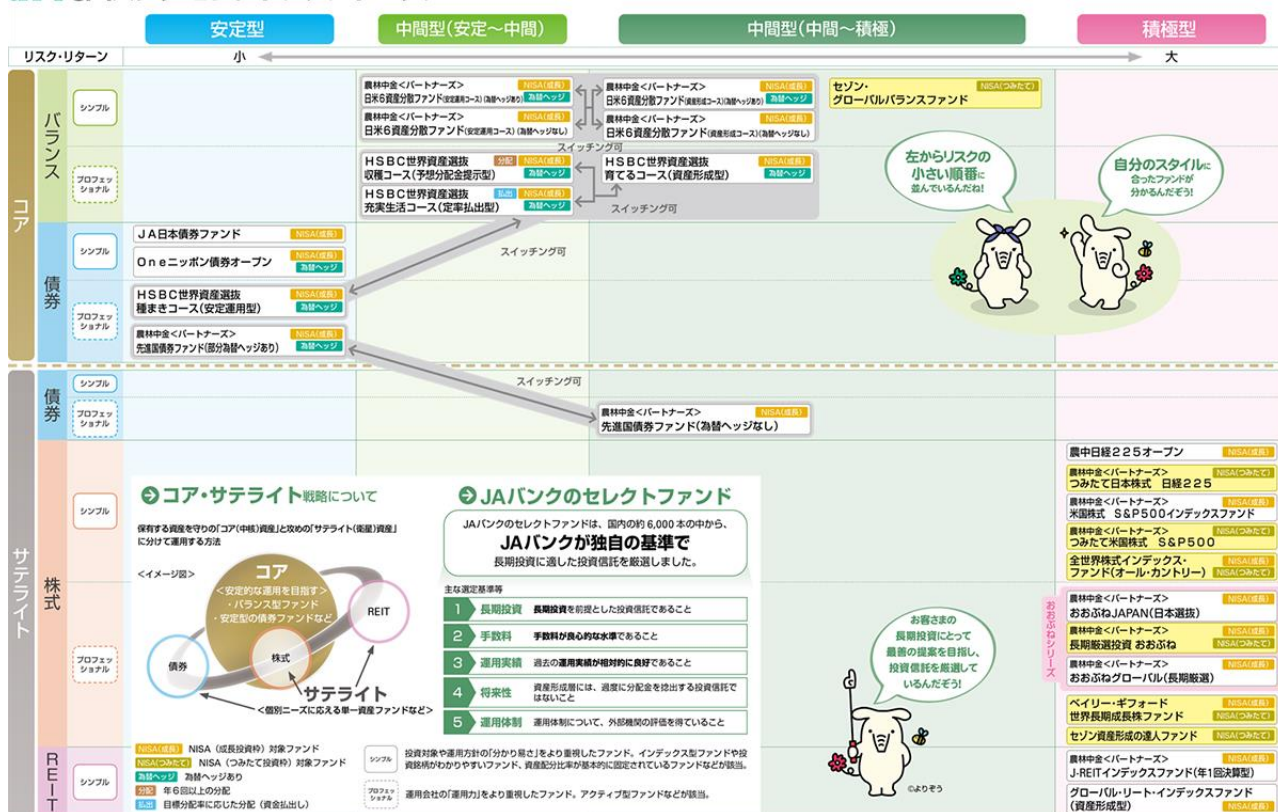 安定型
中間型(安定～中間)
中間型(中間～積極)
積極型
リスク・リターン
小
大
コア
バランス
シンプル
農林中金<パートナーズ> NISA(成長)
日米6資産分散ファンド(安定運用コース)(為替ヘッジあり) 為替ヘッジ
農林中金<パートナーズ> NISA(成長)
日米6資産分散ファンド(安定運用コース)(為替ヘッジなし)
農林中金<パートナーズ> NISA(成長)
日米6資産分散ファンド(資産形成コース)(為替ヘッジあり) 為替ヘッジ
農林中金<パートナーズ> NISA(成長)
日米6資産分散ファンド(資産形成コース)(為替ヘッジなし)
スイッチング可
セゾン・ NISA(つみたて)
グローバルバランスファンド
プロフェッ
ショナル
HSBC世界資産選抜 分配 NISA(成長)
収穫コース(予想分配金提示型) 為替ヘッジ
HSBC世界資産選抜 払出 NISA(成長)
充実生活コース(定率払出型) 為替ヘッジ
HSBC世界資産選抜 NISA(成長)
育てるコース(資産形成型) 為替ヘッジ
スイッチング可
左からリスクの
小さい順番に
並んでいるんだね!
自分のスタイルに
合ったファンドが
分かるんだぞう!
債券
シンプル
JA日本債券ファンド NISA(成長)
Oneニッポン債券オープン NISA(成長)
為替ヘッジ
スイッチング可
プロフェッ
ショナル
HSBC世界資産選抜 NISA(成長)
種まきコース(安定運用型) 為替ヘッジ
農林中金<パートナーズ> NISA(成長)
先進国債券ファンド(部分為替ヘッジあり) 為替ヘッジ
サテライト
債券
シンプル
スイッチング可
プロフェッ
ショナル
農林中金<パートナーズ> NISA(成長)
先進国債券ファンド(為替ヘッジなし)
株式
シンプル
農中日経225オープン NISA(成長)
農林中金<パートナーズ> NISA(つみたて)
つみたて日本株式 日経225
農林中金<パートナーズ> NISA(成長)
米国株式 S&P500インデックスファンド
農林中金<パートナーズ> NISA(つみたて)
つみたて米国株式 S&P500
全世界株式インデックス・ NISA(成長)
ファンド(オール・カントリー) NISA(つみたて)
プロフェッ
ショナル
おおぶねシリーズ
農林中金<パートナーズ> NISA(成長)
おおぶねJAPAN(日本選抜)
農林中金<パートナーズ> NISA(成長)
長期厳選投資 おおぶね NISA(つみたて)
農林中金<パートナーズ> NISA(成長)
おおぶねグローバル(長期厳選)
ベイリー・ギフォード NISA(成長)
世界長期成長株ファンド NISA(つみたて)
セゾン資産形成の達人ファンド NISA(つみたて)
REIT
シンプル
農林中金<パートナーズ> NISA(成長)
J-REITインデックスファンド(年1回決算型)
グローバル・リート・インデックスファンド
(資産形成型) NISA(成長)
コア・サテライト戦略について
保有する資産を守りの「コア(中核)資産」と攻めの「サテライト(衛星)資産」
に分けて運用する方法
<イメージ図>
コア
<安定的な運用を目指す>
・バランス型ファンド
・安定型の債券ファンドなど
REIT
株式
債券
サテライト
<個別ニーズに応える単一資産ファンドなど>
JAバンクのセレクトファンド
JAバンクのセレクトファンドは、国内の約6,000本の中から、
JAバンクが独自の基準で
長期投資に適した投資信託を厳選しました。
主な選定基準等
1 長期投資 長期投資を前提とした投資信託であること
2 手数料 手数料が良心的な水準であること
3 運用実績 過去の運用実績が相対的に良好であること
4 将来性 資産形成層には、過度に分配金を捻出する投資信託で
はないこと
5 運用体制 運用体制について、外部機関の評価を得ていること
お客さまの
長期投資にとって
最善の提案を目指し、
投資信託を厳選して
いるんだぞう!
©よりぞう
NISA(成長) NISA(成長投資枠)対象ファンド
NISA(つみたて) NISA(つみたて投資枠)対象ファンド
為替ヘッジ 為替ヘッジあり
分配 年6回以上の分配
払出 目標分配率に応じた分配(資金払出し)
シンプル 投資対象や運用方針の「分かり易さ」をより重視したファンド。インデックス型ファンドや投
資銘柄がわかりやすいファンド、資産配分比率が基本的に固定されているファンドなどが該当。
プロフェッ
ショナル 運用会社の「運用力」をより重視したファンド。アクティブ型ファンドなどが該当。